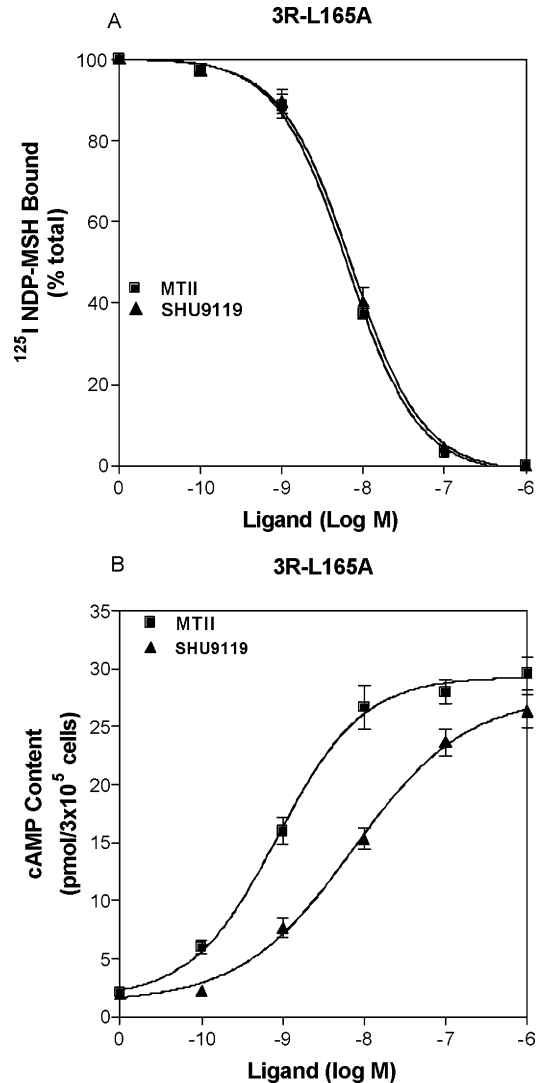 A
3R-L165A
100
80
60
40
20
0
¹²⁵I NDP-MSH Bound
(% total)
MTII
SHU9119
0 -10 -9 -8 -7 -6
Ligand (Log M)
B
3R-L165A
35
30
25
20
15
10
5
0
cAMP Content
(pmol/3x10⁵ cells)
MTII
SHU9119
0 -10 -9 -8 -7 -6
Ligand (log M)